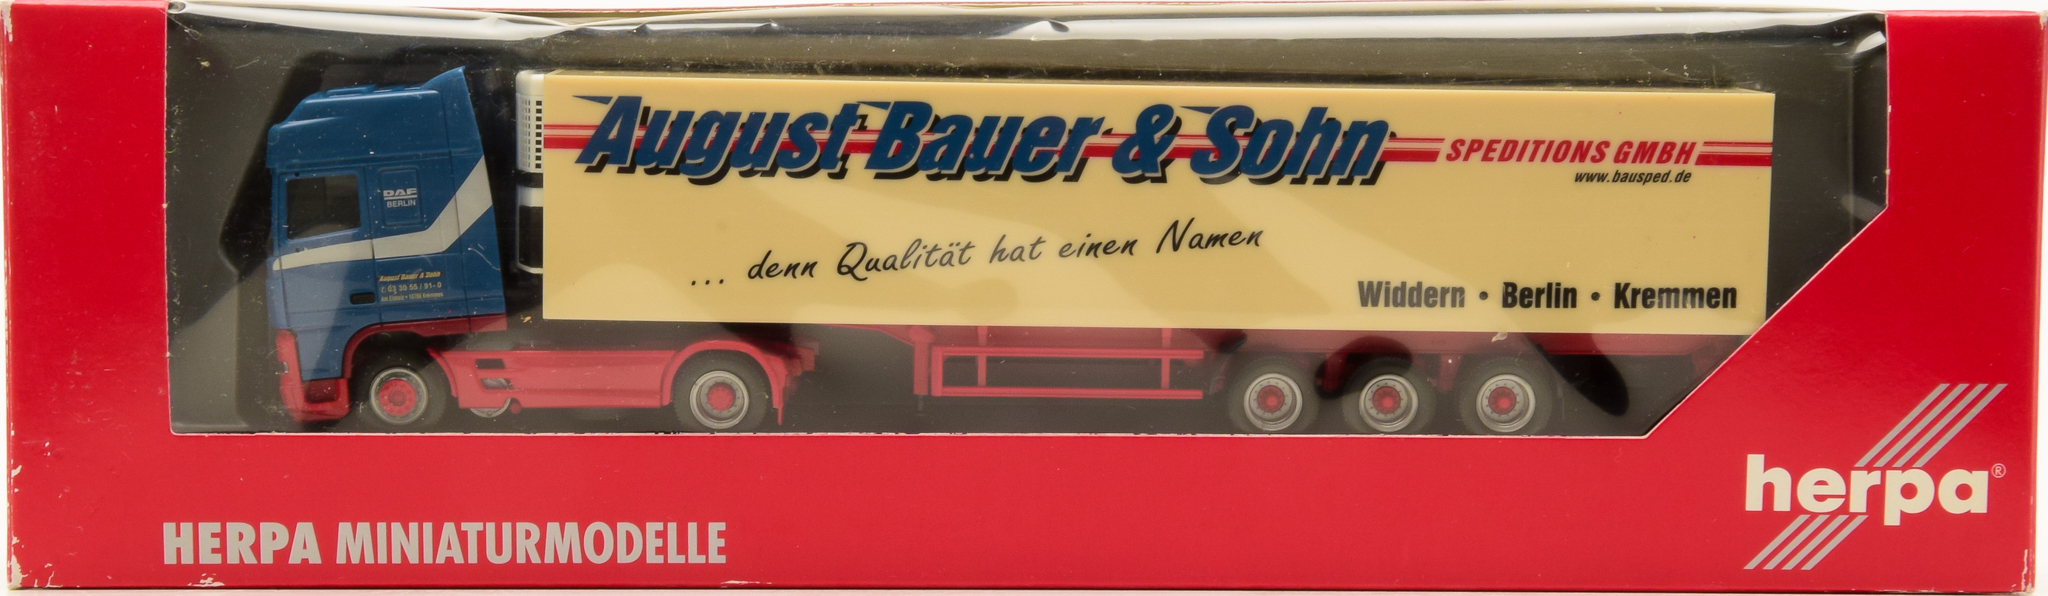 August Bauer & Sohn
SPEDITIONS GMBH
www.bausped.de
... denn Qualität hat einen Namen
Widdern • Berlin • Kremmen
DAF
BERLIN
August Bauer & Sohn
herpa®
HERPA MINIATURMODELLE